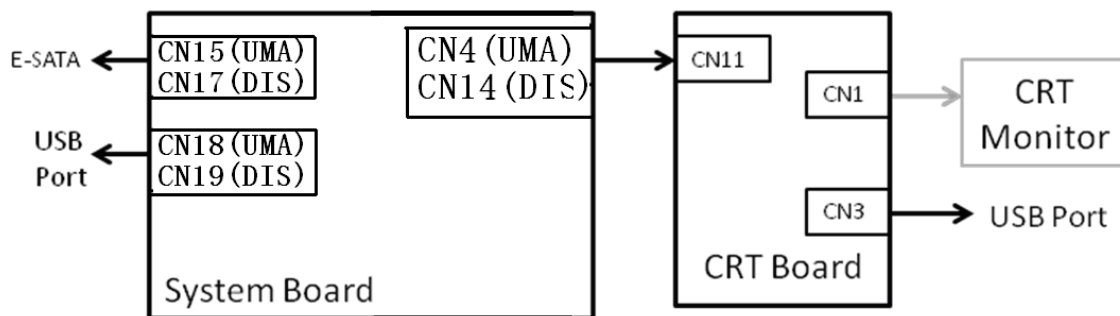 E-SATA
CN15(UMA)
CN17(DIS)
USB
Port
CN18(UMA)
CN19(DIS)
System Board
CN4(UMA)
CN14(DIS)
CN11
CN1
CN3
CRT Board
CRT
Monitor
USB Port